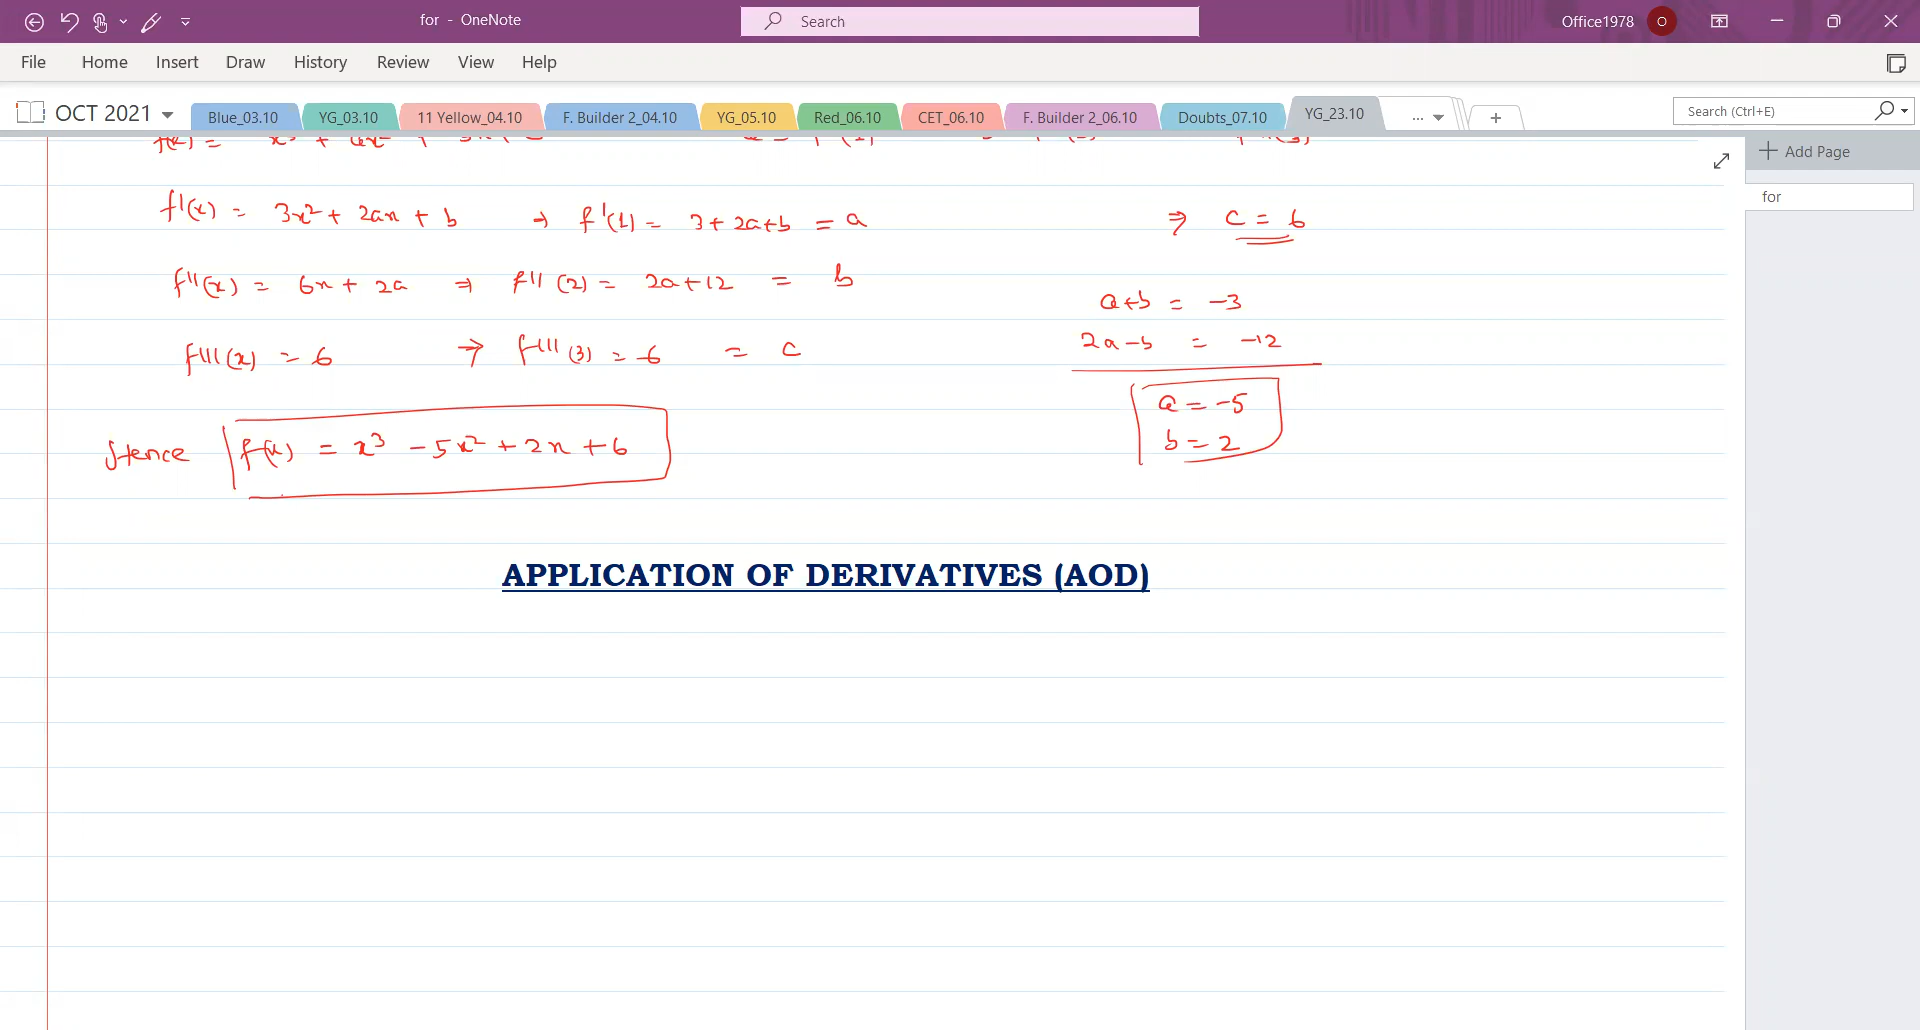 for - OneNote
Search
Office1978
O
File Home Insert Draw History Review View Help
OCT 2021
Blue_03.10 YG_03.10 11 Yellow_04.10 F. Builder 2_04.10 YG_05.10 Red_06.10 CET_06.10 F. Builder 2_06.10 Doubts_07.10 YG_23.10 ... +
Search (Ctrl+E)
Add Page
for
f'(x) = 3x² + 2ax + b ⇒ f'(1) = 3 + 2a+b = a ⇒ c = 6
f''(x) = 6x + 2a ⇒ f''(2) = 2a+12 = b
a+b = -3
2a-b = -12
f'''(x) = 6 ⇒ f'''(3) = 6 = c
a = -5
b = 2
Hence f(x) = x³ - 5x² + 2x + 6
APPLICATION OF DERIVATIVES (AOD)